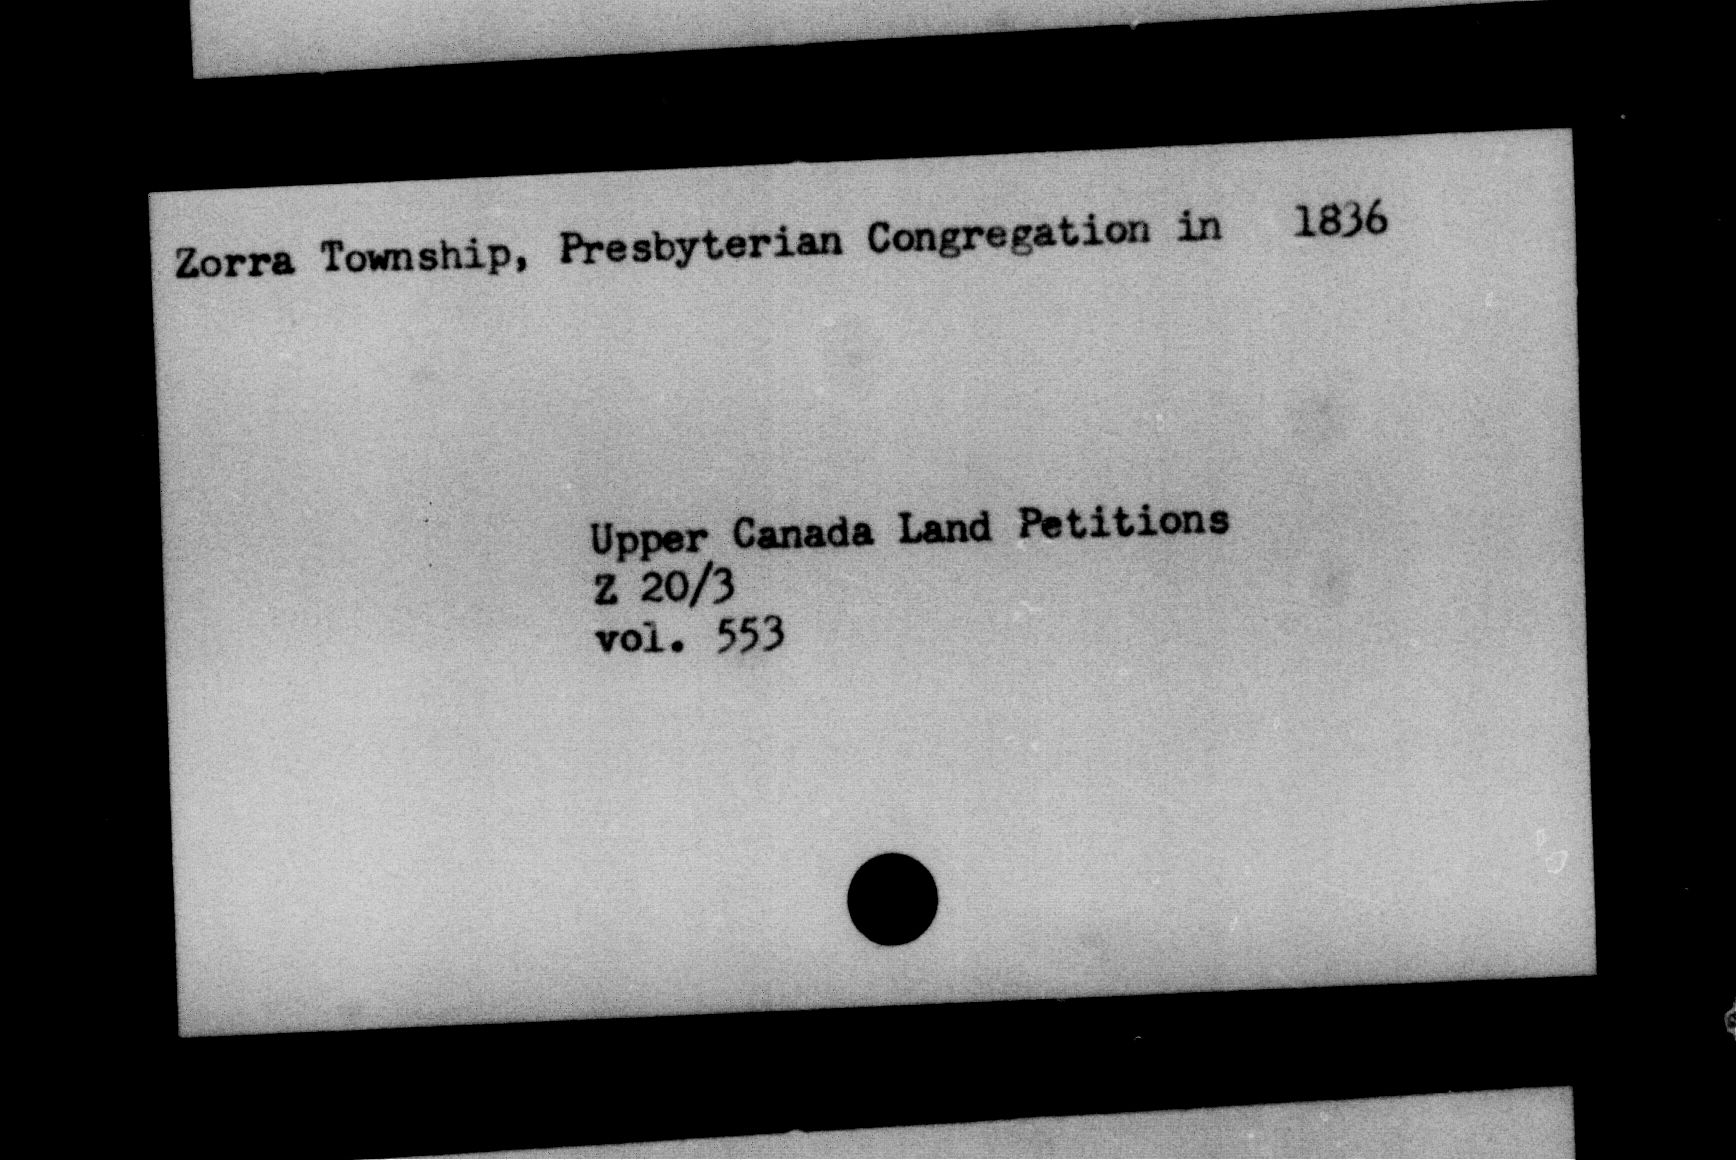 Zorra Township, Presbyterian Congregation in 1836
Upper Canada Land Petitions
Z 20/3
vol. 553